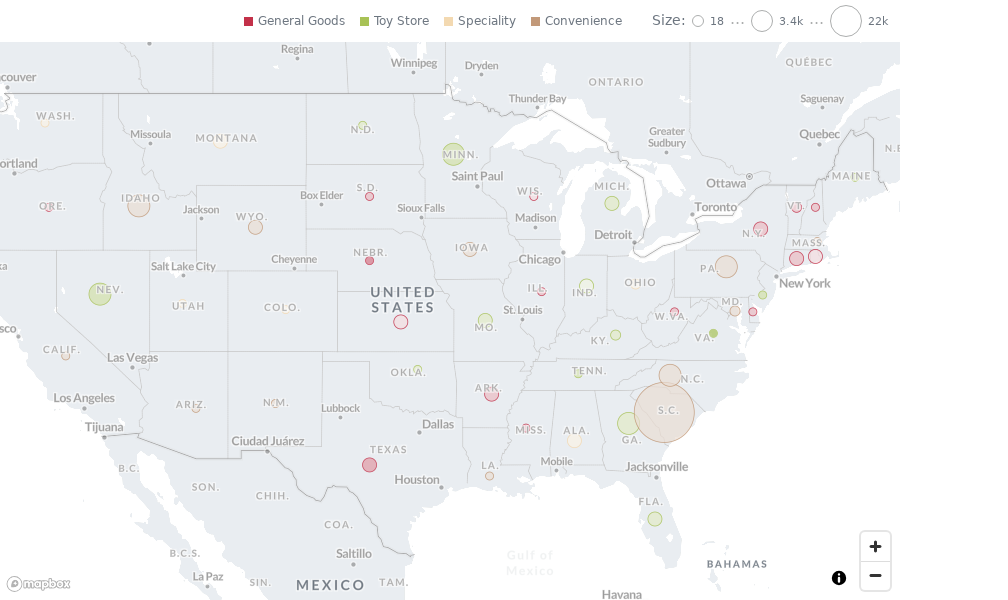 General Goods Toy Store Speciality Convenience Size: 18 ... 3.4k ... 22k
Regina
Winnipeg
Dryden
QUÉBEC
couver
ONTARIO
Thunder Bay
Saguenay
WASH.
Missoula
MONTANA
N.D.
Greater
Sudbury
Quebec
N.B
ortland
MINN.
Saint Paul
Ottawa
MAINE
ORE.
IDAHO
Jackson
WYO.
Box Elder
S.D.
Sioux Falls
WIS.
Madison
MICH.
Toronto
VT.
Detroit
N.Y.
MASS.
ka
Salt Lake City
Cheyenne
NEBR.
IOWA
Chicago
PA.
New York
NEV.
UTAH
COLO.
UNITED
STATES
ILL.
IND.
OHIO
MD.
St. Louis
W.VA.
sco
MO.
KY.
VA.
CALIF.
Las Vegas
OKLA.
TENN.
N.C.
Los Angeles
ARIZ.
N.M.
Lubbock
ARK.
S.C.
Tijuana
Ciudad Juárez
Dallas
MISS.
ALA.
GA.
TEXAS
B.C.
Houston
LA.
Mobile
Jacksonville
SON.
CHIH.
FLA.
COA.
B.C.S.
Saltillo
Gulf of
Mexico
BAHAMAS
La Paz
SIN.
MEXICO
TAM.
Havana
mapbox